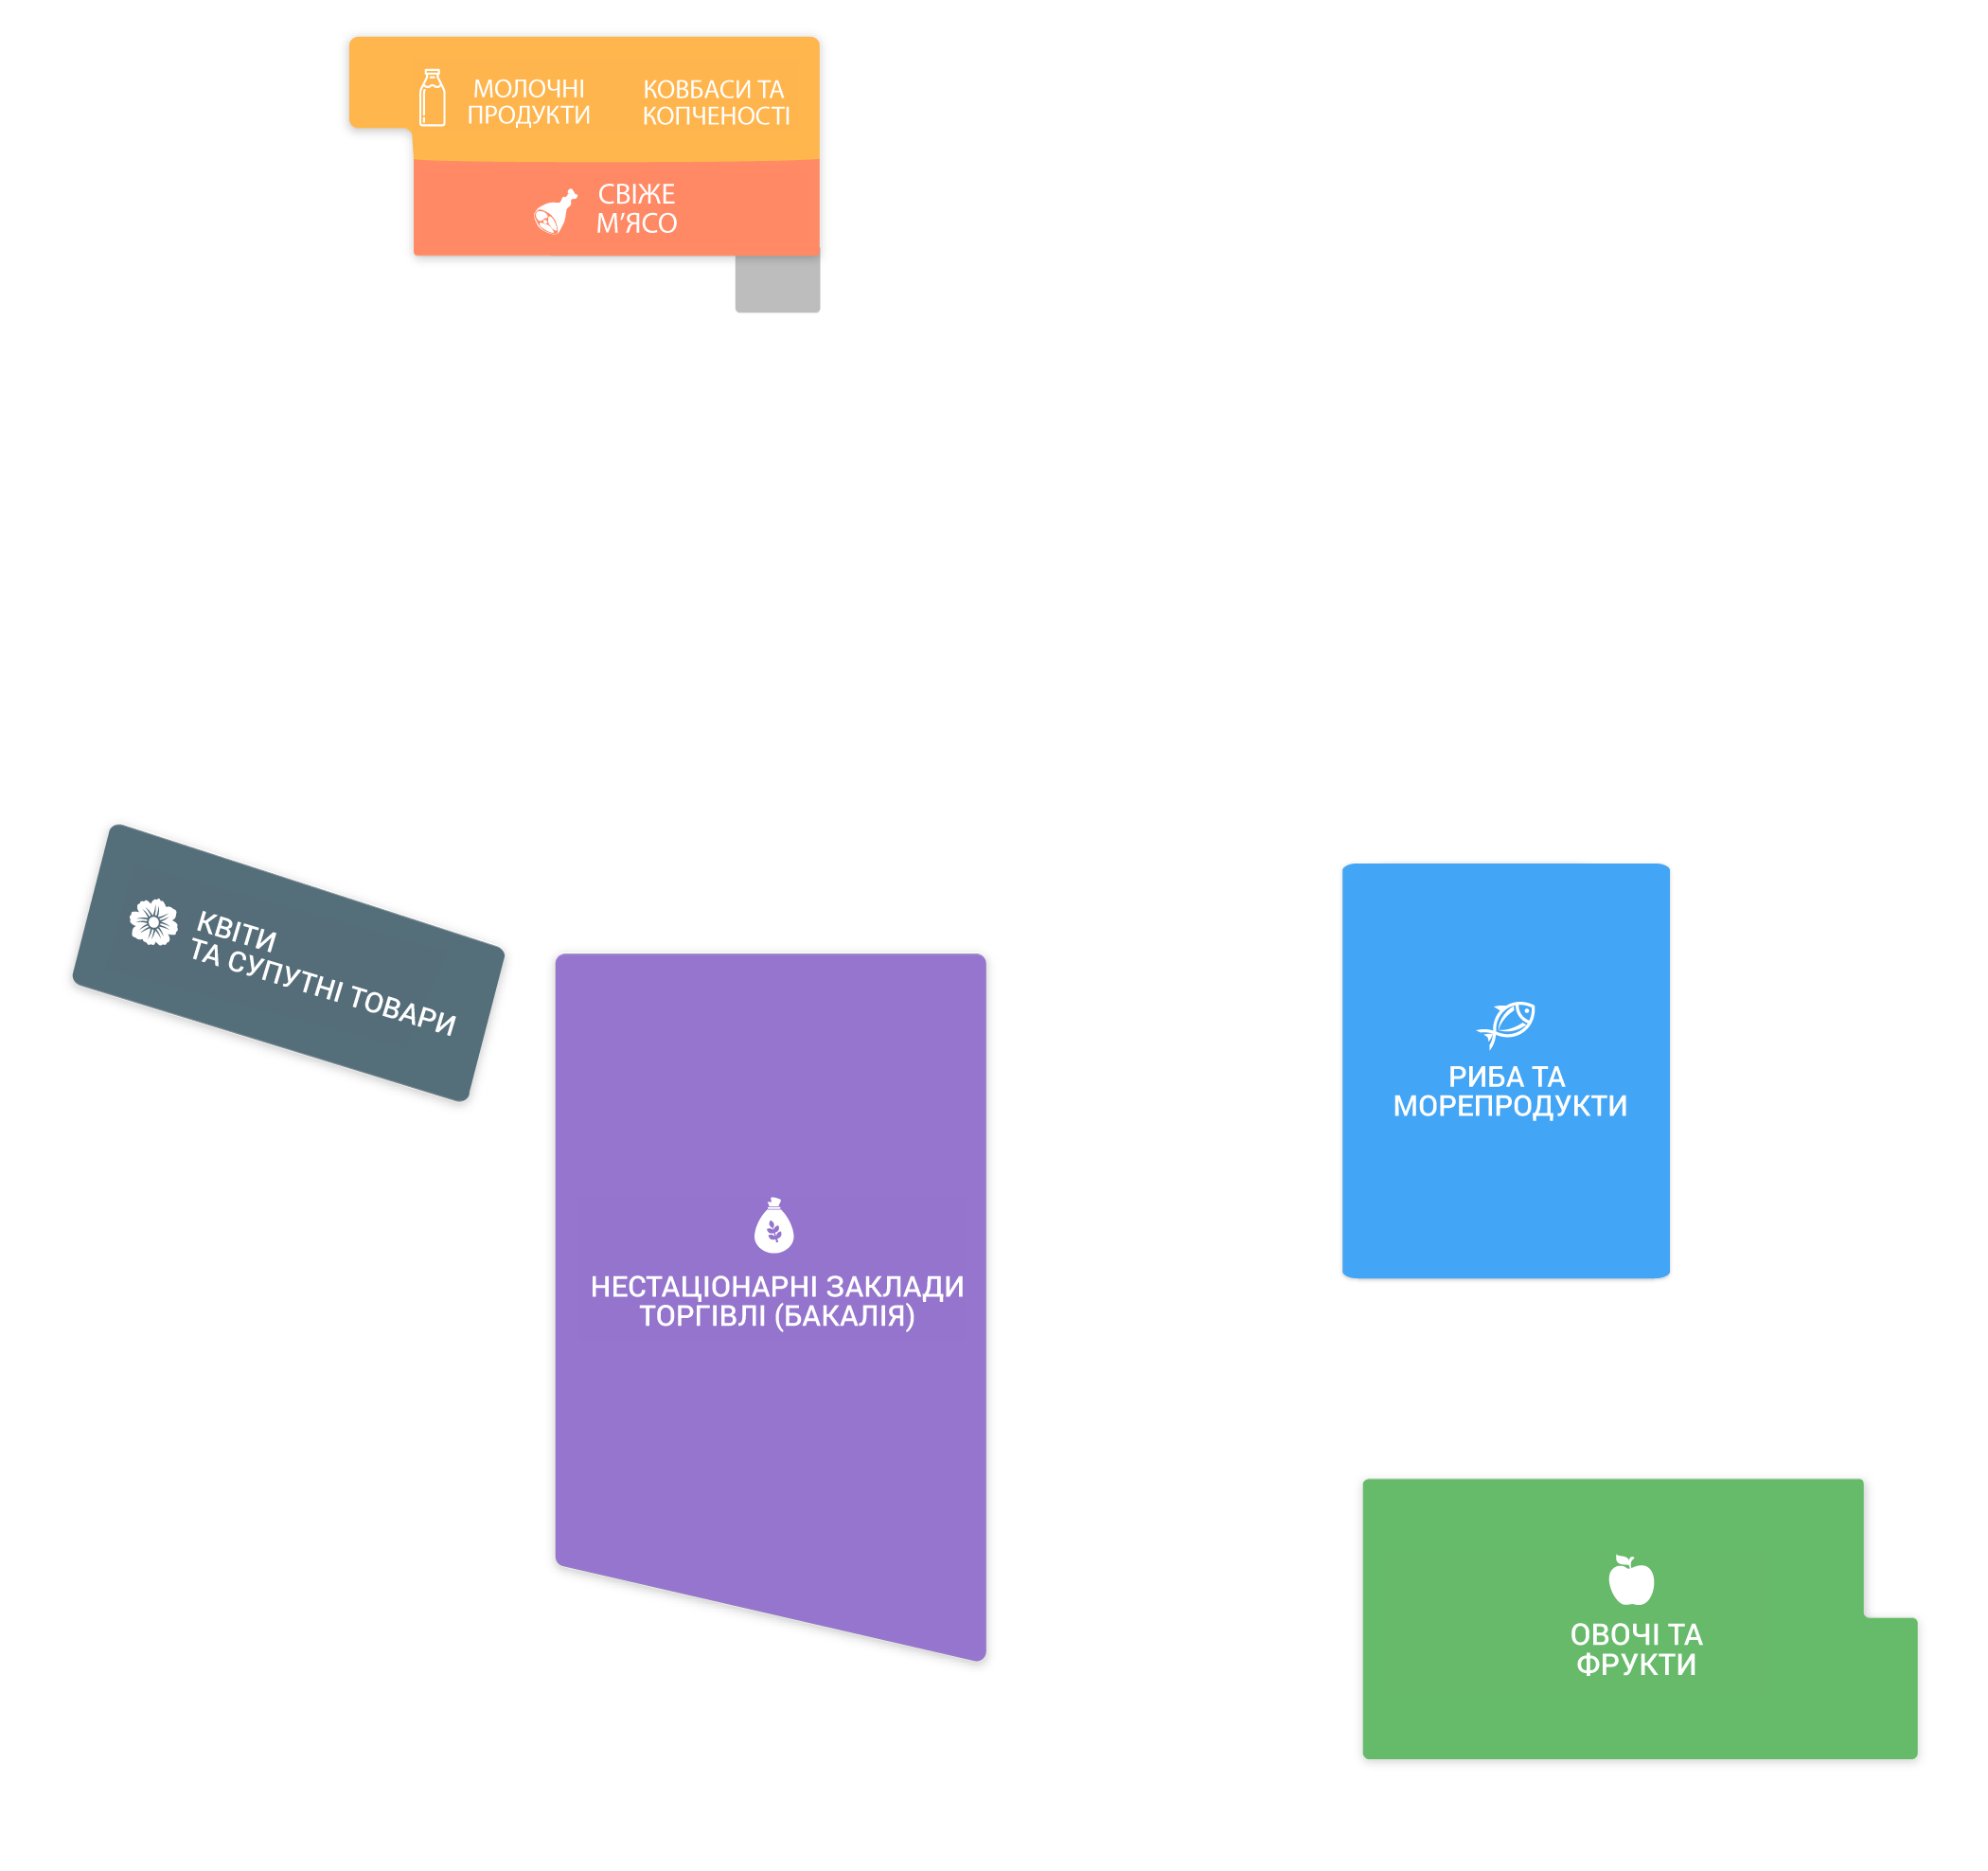 МОЛОЧНІ
ПРОДУКТИ
КОВБАСИ ТА
КОПЧЕНОСТІ
СВІЖЕ
М’ЯСО
КВІТИ
ТА СУПУТНІ ТОВАРИ
НЕСТАЦІОНАРНІ ЗАКЛАДИ
ТОРГІВЛІ (БАКАЛІЯ)
РИБА ТА
МОРЕПРОДУКТИ
ОВОЧІ ТА
ФРУКТИ